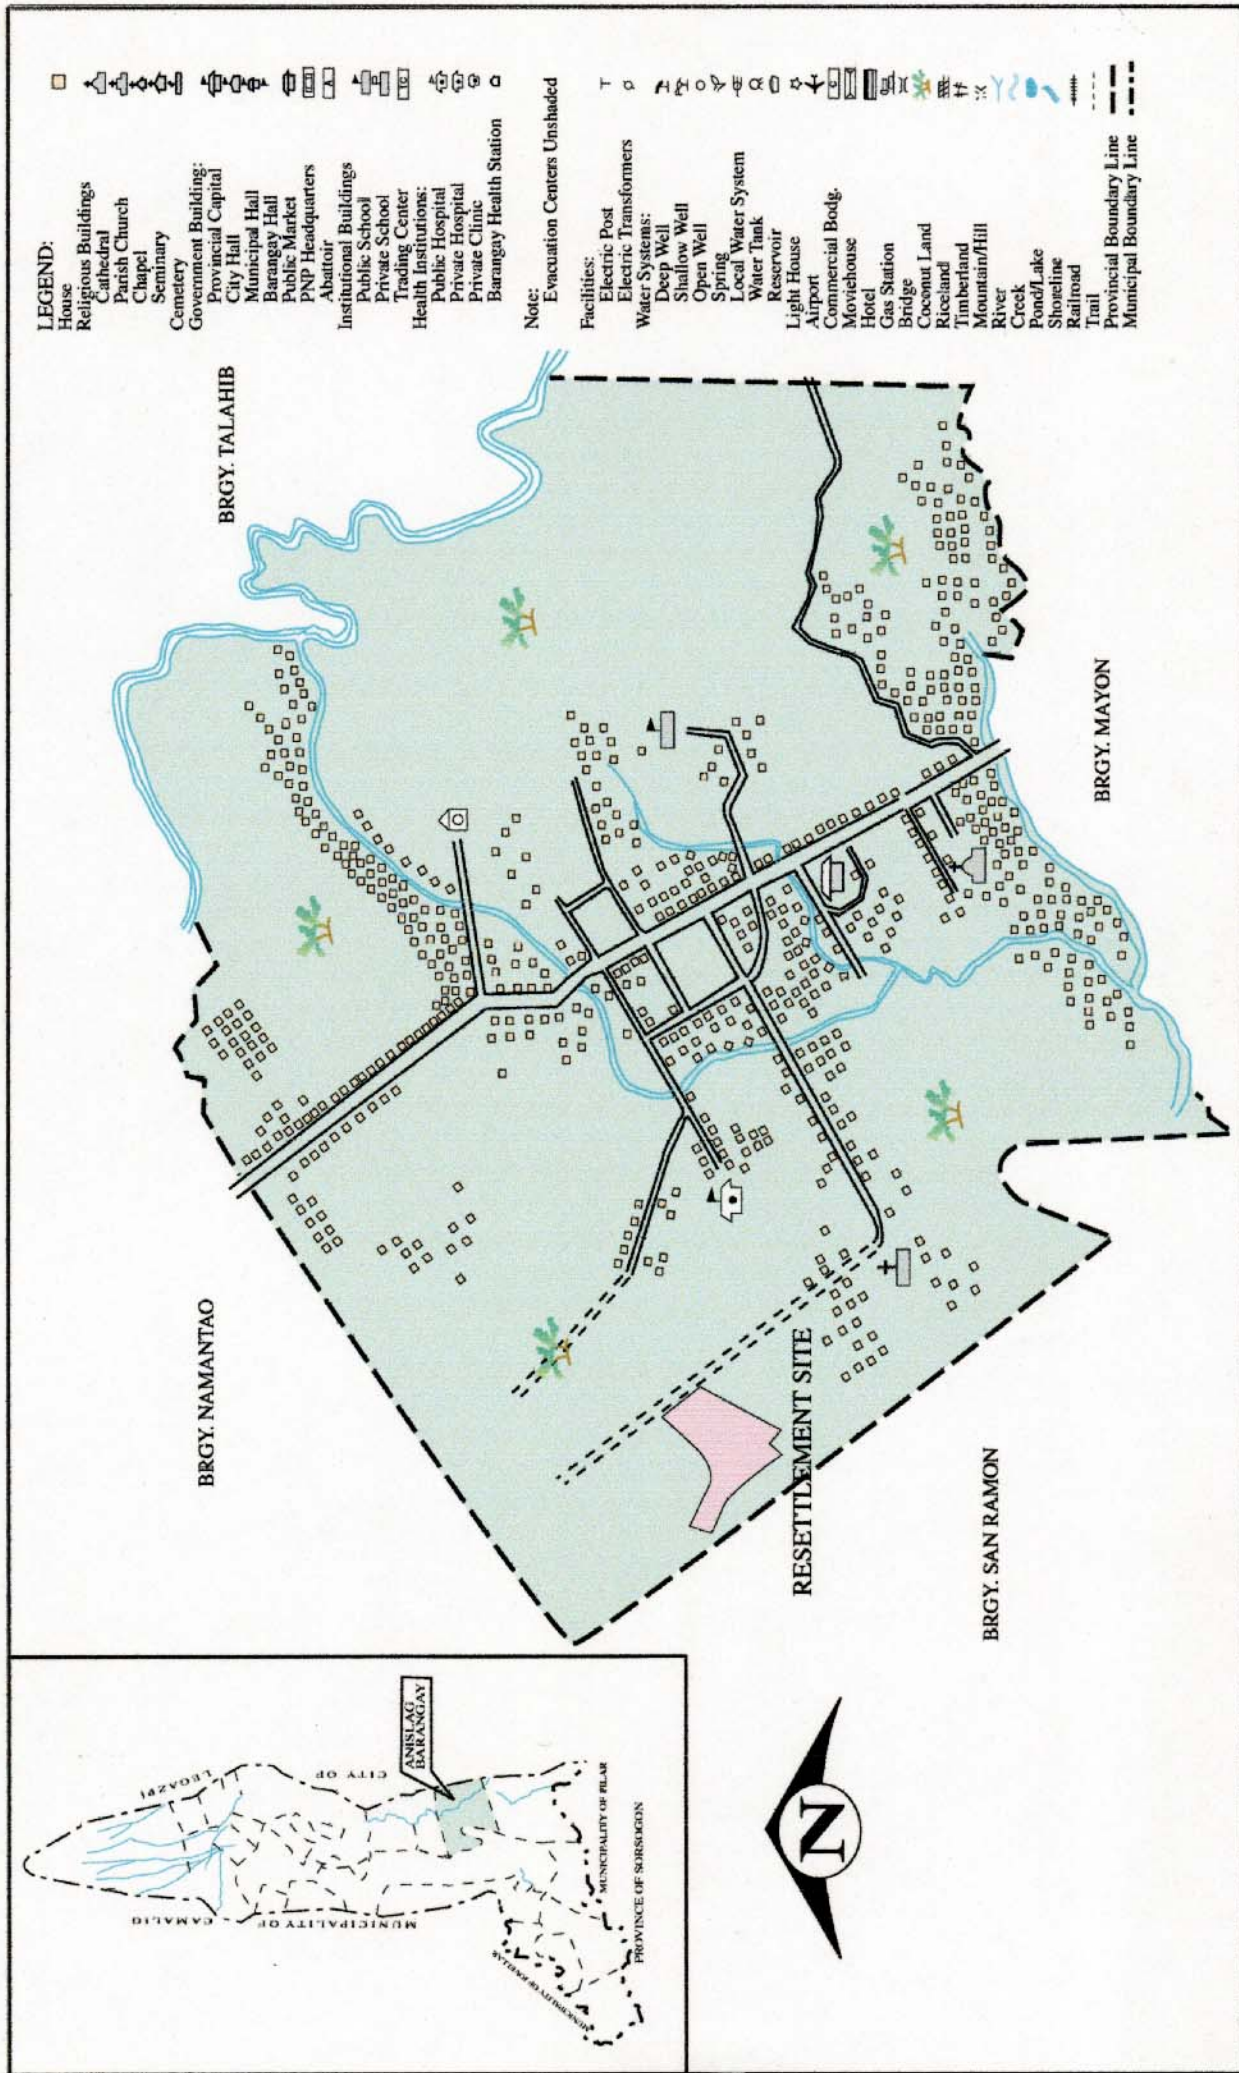 LEGEND:
House
Religious Buildings
Cathedral
Parish Church
Chapel
Seminary
Cemetery
Government Building:
Provincial Capital
City Hall
Municipal Hall
Barangay Hall
Public Market
PNP Headquarters
Abattoir
Institutional Buildings
Public School
Private School
Trading Center
Health Institutions:
Public Hospital
Private Hospital
Private Clinic
Barangay Health Station
Note:
Evacuation Centers Unshaded
Facilities:
Electric Post
Electric Transformers
Water Systems:
Deep Well
Shallow Well
Open Well
Spring
Local Water System
Water Tank
Reservoir
Light House
Airport
Commercial Bodg.
Moviehouse
Hotel
Gas Station
Bridge
Coconut Land
Riceland
Timberland
Mountain/Hill
River
Creek
Pond/Lake
Shoreline
Railroad
Trail
Provincial Boundary Line
Municipal Boundary Line
BRGY. TALAHIB
BRGY. NAMANTAO
BRGY. MAYON
BRGY. SAN RAMON
RESETTLEMENT SITE
ANISLAG
BARANGAY
LEGAZPI
CITY OF
CAMALIG
MUNICIPALITY OF
MUNICIPALITY OF PILAR
PROVINCE OF SORSOGON
MUNICIPALITY OF JOVELLAR
N